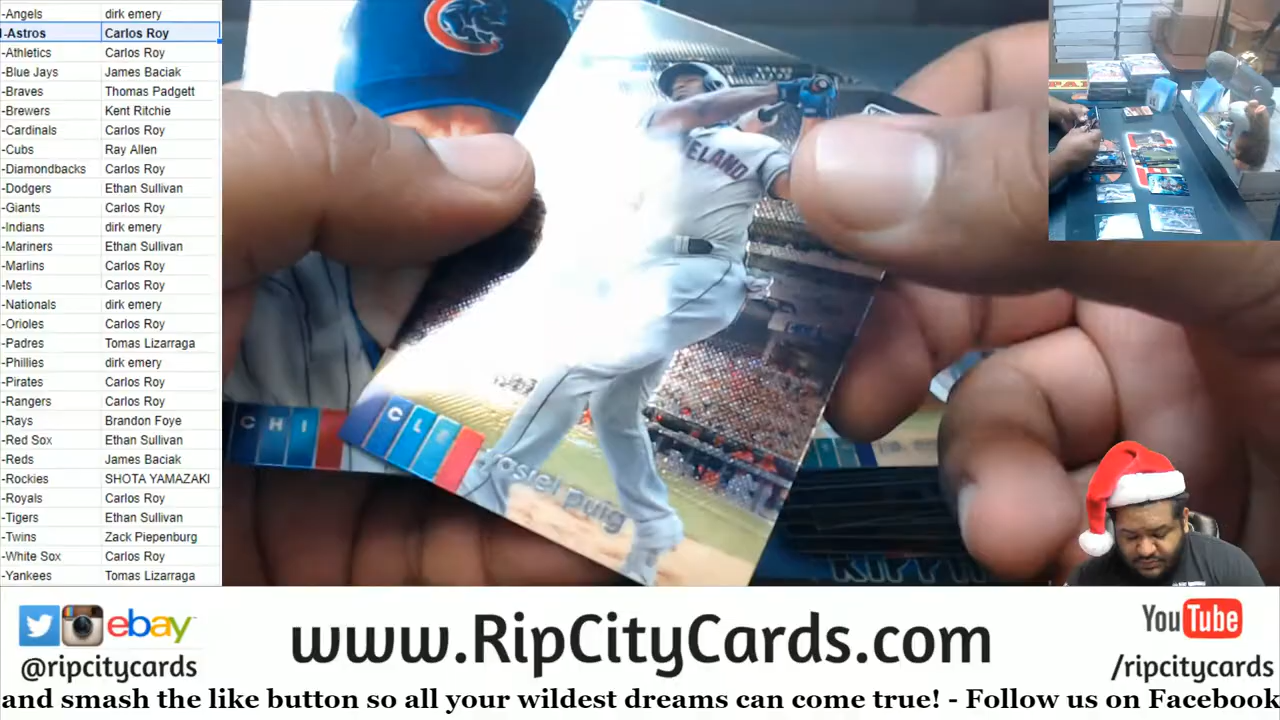 -Angels dirk emery
-Astros Carlos Roy
-Athletics Carlos Roy
-Blue Jays James Baciak
-Braves Thomas Padgett
-Brewers Kent Ritchie
-Cardinals Carlos Roy
-Cubs Ray Allen
-Diamondbacks Carlos Roy
-Dodgers Ethan Sullivan
-Giants Carlos Roy
-Indians dirk emery
-Mariners Ethan Sullivan
-Marlins Carlos Roy
-Mets Carlos Roy
-Nationals dirk emery
-Orioles Carlos Roy
-Padres Tomas Lizarraga
-Phillies dirk emery
-Pirates Carlos Roy
-Rangers Carlos Roy
-Rays Brandon Foye
-Red Sox Ethan Sullivan
-Reds James Baciak
-Rockies SHOTA YAMAZAKI
-Royals Carlos Roy
-Tigers Ethan Sullivan
-Twins Zack Piepenburg
-White Sox Carlos Roy
-Yankees Tomas Lizarraga
ELAND
CHI
CLE
Yasiel Puig
ebay
@ripcitycards
www.RipCityCards.com
YouTube
/ripcitycards
and smash the like button so all your wildest dreams can come true! - Follow us on Facebook